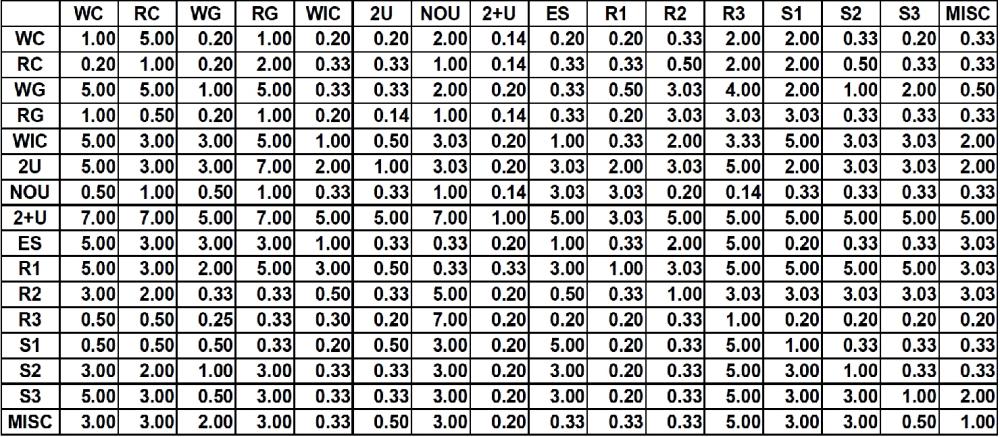 WC RC WG RG WIC 2U NOU 2+U ES R1 R2 R3 S1 S2 S3 MISC
WC 1.00 5.00 0.20 1.00 0.20 0.20 2.00 0.14 0.20 0.20 0.33 2.00 2.00 0.33 0.20 0.33
RC 0.20 1.00 0.20 2.00 0.33 0.33 1.00 0.14 0.33 0.33 0.50 2.00 2.00 0.50 0.33 0.33
WG 5.00 5.00 1.00 5.00 0.33 0.33 2.00 0.20 0.33 0.50 3.03 4.00 2.00 1.00 2.00 0.50
RG 1.00 0.50 0.20 1.00 0.20 0.14 1.00 0.14 0.33 0.20 3.03 3.03 3.03 0.33 0.33 0.33
WIC 5.00 3.00 3.00 5.00 1.00 0.50 3.03 0.20 1.00 0.33 2.00 3.33 5.00 3.03 3.03 2.00
2U 5.00 3.00 3.00 7.00 2.00 1.00 3.03 0.20 3.03 2.00 3.03 5.00 2.00 3.03 3.03 2.00
NOU 0.50 1.00 0.50 1.00 0.33 0.33 1.00 0.14 3.03 3.03 0.20 0.14 0.33 0.33 0.33 0.33
2+U 7.00 7.00 5.00 7.00 5.00 5.00 7.00 1.00 5.00 3.03 5.00 5.00 5.00 5.00 5.00 5.00
ES 5.00 3.00 3.00 3.00 1.00 0.33 0.33 0.20 1.00 0.33 2.00 5.00 0.20 0.33 0.33 3.03
R1 5.00 3.00 2.00 5.00 3.00 0.50 0.33 0.33 3.00 1.00 3.03 5.00 5.00 5.00 5.00 3.03
R2 3.00 2.00 0.33 0.33 0.50 0.33 5.00 0.20 0.50 0.33 1.00 3.03 3.03 3.03 3.03 3.03
R3 0.50 0.50 0.25 0.33 0.30 0.20 7.00 0.20 0.20 0.20 0.33 1.00 0.20 0.20 0.20 0.20
S1 0.50 0.50 0.50 0.33 0.20 0.50 3.00 0.20 5.00 0.20 0.33 5.00 1.00 0.33 0.33 0.33
S2 3.00 2.00 1.00 3.00 0.33 0.33 3.00 0.20 3.00 0.20 0.33 5.00 3.00 1.00 0.33 0.33
S3 5.00 3.00 0.50 3.00 0.33 0.33 3.00 0.20 3.00 0.20 0.33 5.00 3.00 3.00 1.00 2.00
MISC 3.00 3.00 2.00 3.00 0.33 0.50 3.00 0.20 0.33 0.33 0.33 5.00 3.00 3.00 0.50 1.00